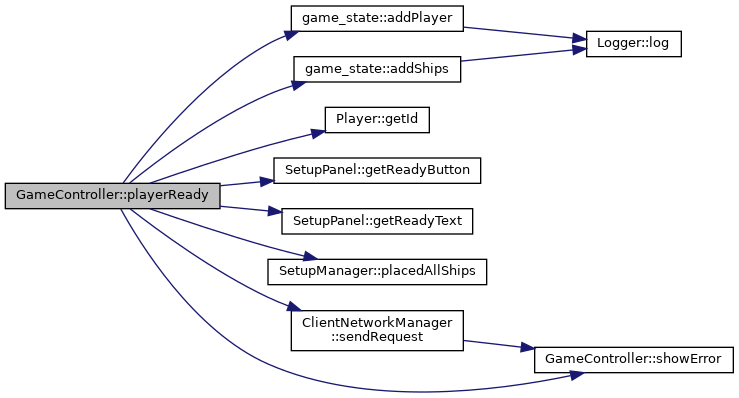 game_state::addPlayer
Logger::log
game_state::addShips
Player::getId
SetupPanel::getReadyButton
GameController::playerReady
SetupPanel::getReadyText
SetupManager::placedAllShips
ClientNetworkManager
::sendRequest
GameController::showError